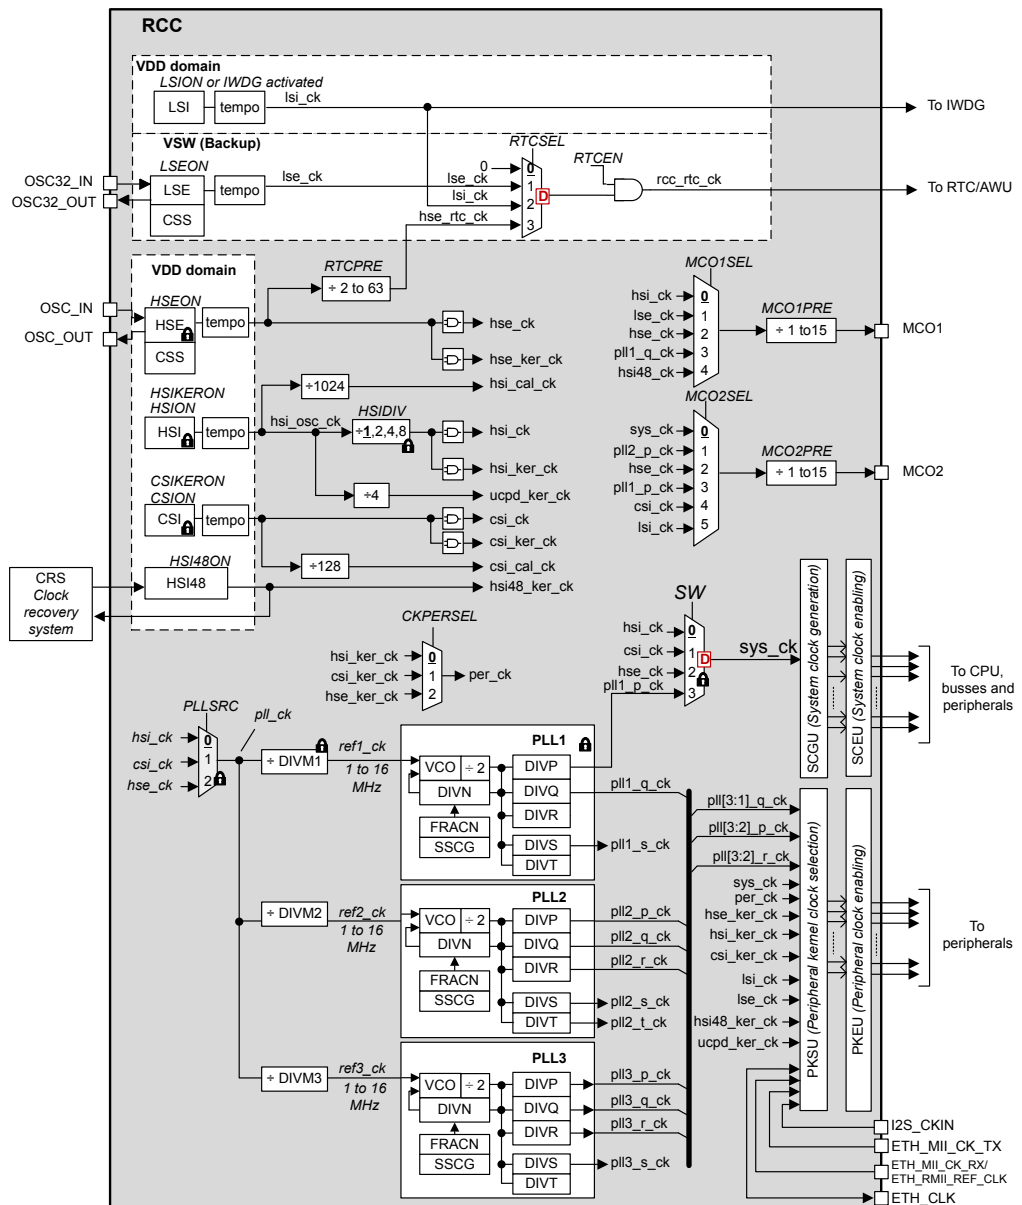 RCC
VDD domain
LSION or IWDG activated
LSI
tempo
lsi_ck
To IWDG
VSW (Backup)
RTCSEL
RTCEN
LSEON
OSC32_IN
OSC32_OUT
LSE
tempo
CSS
lse_ck
0
lse_ck
lsi_ck
hse_rtc_ck
0
1
2
3
D
rcc_rtc_ck
To RTC/AWU
VDD domain
RTCPRE
÷ 2 to 63
HSEON
OSC_IN
OSC_OUT
HSE
tempo
CSS
hse_ck
hse_ker_ck
÷1024
hsi_cal_ck
HSIKERON
HSION
HSI
tempo
hsi_osc_ck
HSIDIV
÷1,2,4,8
hsi_ck
hsi_ker_ck
÷4
ucpd_ker_ck
CSIKERON
CSION
CSI
tempo
csi_ck
csi_ker_ck
÷128
csi_cal_ck
HSI48ON
HSI48
hsi48_ker_ck
CRS
Clock
recovery
system
MCO1SEL
hsi_ck
lse_ck
hse_ck
pll1_q_ck
hsi48_ck
0
1
2
3
4
MCO1PRE
÷ 1 to15
MCO1
MCO2SEL
sys_ck
pll2_p_ck
hse_ck
pll1_p_ck
csi_ck
lsi_ck
0
1
2
3
4
5
MCO2PRE
÷ 1 to15
MCO2
CKPERSEL
hsi_ker_ck
csi_ker_ck
hse_ker_ck
0
1
2
per_ck
SW
hsi_ck
csi_ck
hse_ck
pll1_p_ck
0
1
2
3
D
sys_ck
SCGU (System clock generation)
SCEU (System clock enabling)
To CPU,
busses and
peripherals
PLLSRC
pll_ck
hsi_ck
csi_ck
hse_ck
0
1
2
÷ DIVM1
ref1_ck
1 to 16
MHz
PLL1
VCO
÷ 2
DIVN
FRACN
SSCG
DIVP
DIVQ
DIVR
DIVS
DIVT
pll1_q_ck
pll1_s_ck
÷ DIVM2
ref2_ck
1 to 16
MHz
PLL2
VCO
÷ 2
DIVN
FRACN
SSCG
DIVP
DIVQ
DIVR
DIVS
DIVT
pll2_p_ck
pll2_q_ck
pll2_r_ck
pll2_s_ck
pll2_t_ck
÷ DIVM3
ref3_ck
1 to 16
MHz
PLL3
VCO
÷ 2
DIVN
FRACN
SSCG
DIVP
DIVQ
DIVR
DIVS
DIVT
pll3_p_ck
pll3_q_ck
pll3_r_ck
pll3_s_ck
pll[3:1]_q_ck
pll[3:2]_p_ck
pll[3:2]_r_ck
sys_ck
per_ck
hse_ker_ck
hsi_ker_ck
csi_ker_ck
lsi_ck
lse_ck
hsi48_ker_ck
ucpd_ker_ck
PKSU (Peripheral kernel clock selection)
PKEU (Peripheral clock enabling)
To
peripherals
I2S_CKIN
ETH_MII_CK_TX
ETH_MII_CK_RX/
ETH_RMII_REF_CLK
ETH_CLK